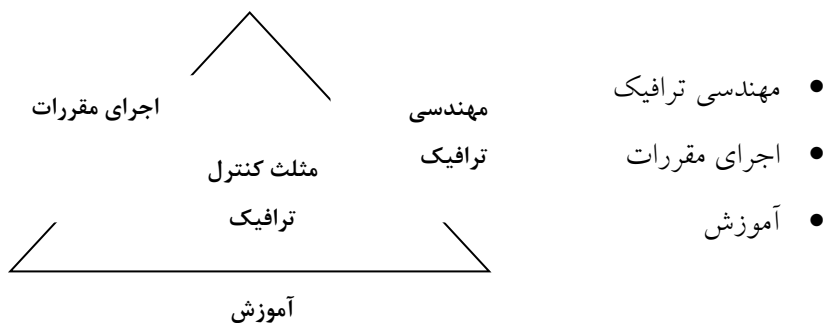 • مهندسی ترافیک
• اجرای مقررات
• آموزش
مهندسی
ترافیک
اجرای مقررات
مثلث کنترل
ترافیک
آموزش